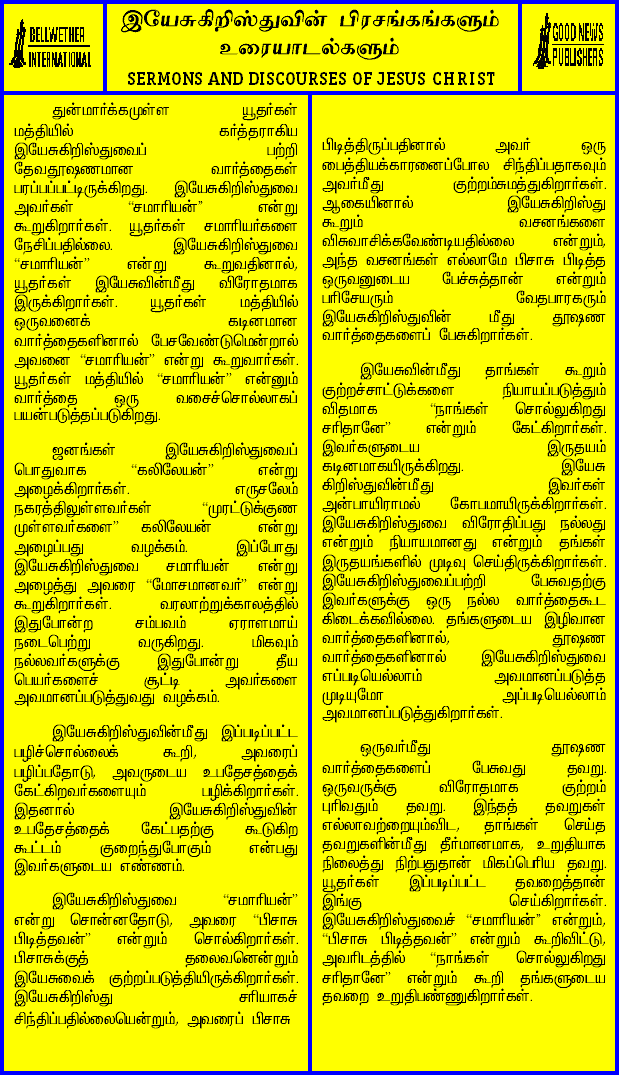 BELLWETHER
INTERNATIONAL
இயேசுகிறிஸ்துவின் பிரசங்கங்களும்
உரையாடல்களும்
SERMONS AND DISCOURSES OF JESUS CHRIST
GOOD NEWS
PUBLISHERS
துன்மார்க்கமுள்ள யூதர்கள்
மத்தியில் கர்த்தராகிய
இயேசுகிறிஸ்துவைப் பற்றி
தேவதூஷணமான வார்த்தைகள்
பரப்பப்பட்டிருக்கிறது. இயேசுகிறிஸ்துவை
அவர்கள் “சமாரியன்” என்று
கூறுகிறார்கள். யூதர்கள் சமாரியர்களை
நேசிப்பதில்லை. இயேசுகிறிஸ்துவை
“சமாரியன்” என்று கூறுவதினால்,
யூதர்கள் இயேசுவின்மீது விரோதமாக
இருக்கிறார்கள். யூதர்கள் மத்தியில்
ஒருவனைக் கடினமான
வார்த்தைகளினால் பேசவேண்டுமென்றால்
அவனை “சமாரியன்” என்று கூறுவார்கள்.
யூதர்கள் மத்தியில் “சமாரியன்” என்னும்
வார்த்தை ஒரு வசைச்சொல்லாகப்
பயன்படுத்தப்படுகிறது.
ஜனங்கள் இயேசுகிறிஸ்துவைப்
பொதுவாக “கலிலேயன்” என்று
அழைக்கிறார்கள். எருசலேம்
நகரத்திலுள்ளவர்கள் “முரட்டுக்குண
முள்ளவர்களை” கலிலேயன் என்று
அழைப்பது வழக்கம். இப்போது
இயேசுகிறிஸ்துவை சமாரியன் என்று
அழைத்து அவரை “மோசமானவர்” என்று
கூறுகிறார்கள். வரலாற்றுக்காலத்தில்
இதுபோன்ற சம்பவம் ஏராளமாய்
நடைபெற்று வருகிறது. மிகவும்
நல்லவர்களுக்கு இதுபோன்று தீய
பெயர்களைச் சூட்டி அவர்களை
அவமானப்படுத்துவது வழக்கம்.
இயேசுகிறிஸ்துவின்மீது இப்படிப்பட்ட
பழிச்சொல்லைக் கூறி, அவரைப்
பழிப்பதோடு, அவருடைய உபதேசத்தைக்
கேட்கிறவர்களையும் பழிக்கிறார்கள்.
இதனால் இயேசுகிறிஸ்துவின்
உபதேசத்தைக் கேட்பதற்கு கூடுகிற
கூட்டம் குறைந்துபோகும் என்பது
இவர்களுடைய எண்ணம்.
இயேசுகிறிஸ்துவை “சமாரியன்”
என்று சொன்னதோடு, அவரை “பிசாசு
பிடித்தவன்” என்றும் சொல்கிறார்கள்.
பிசாசுக்குத் தலைவனென்றும்
இயேசுவைக் குற்றப்படுத்தியிருக்கிறார்கள்.
இயேசுகிறிஸ்து சரியாகச்
சிந்திப்பதில்லையென்றும், அவரைப் பிசாசு
பிடித்திருப்பதினால் அவர் ஒரு
பைத்தியக்காரனைப்போல சிந்திப்பதாகவும்
அவர்மீது குற்றம்சுமத்துகிறார்கள்.
ஆகையினால் இயேசுகிறிஸ்து
கூறும் வசனங்களை
விசுவாசிக்கவேண்டியதில்லை என்றும்,
அந்த வசனங்கள் எல்லாமே பிசாசு பிடித்த
ஒருவனுடைய பேச்சுத்தான் என்றும்
பரிசேயரும் வேதபாரகரும்
இயேசுகிறிஸ்துவின் மீது தூஷண
வார்த்தைகளைப் பேசுகிறார்கள்.
இயேசுவின்மீது தாங்கள் கூறும்
குற்றச்சாட்டுக்களை நியாயப்படுத்தும்
விதமாக “நாங்கள் சொல்லுகிறது
சரிதானே” என்றும் கேட்கிறார்கள்.
இவர்களுடைய இருதயம்
கடினமாகயிருக்கிறது. இயேசு
கிறிஸ்துவின்மீது இவர்கள்
அன்பாயிராமல் கோபமாயிருக்கிறார்கள்.
இயேசுகிறிஸ்துவை விரோதிப்பது நல்லது
என்றும் நியாயமானது என்றும் தங்கள்
இருதயங்களில் முடிவு செய்திருக்கிறார்கள்.
இயேசுகிறிஸ்துவைப்பற்றி பேசுவதற்கு
இவர்களுக்கு ஒரு நல்ல வார்த்தைகூட
கிடைக்கவில்லை. தங்களுடைய இழிவான
வார்த்தைகளினால், தூஷண
வார்த்தைகளினால் இயேசுகிறிஸ்துவை
எப்படியெல்லாம் அவமானப்படுத்த
முடியுமோ அப்படியெல்லாம்
அவமானப்படுத்துகிறார்கள்.
ஒருவர்மீது தூஷண
வார்த்தைகளைப் பேசுவது தவறு.
ஒருவருக்கு விரோதமாக குற்றம்
புரிவதும் தவறு. இந்தத் தவறுகள்
எல்லாவற்றையும்விட, தாங்கள் செய்த
தவறுகளின்மீது தீர்மானமாக, உறுதியாக
நிலைத்து நிற்பதுதான் மிகப்பெரிய தவறு.
யூதர்கள் இப்படிப்பட்ட தவறைத்தான்
இங்கு செய்கிறார்கள்.
இயேசுகிறிஸ்துவைச் “சமாரியன்” என்றும்,
“பிசாசு பிடித்தவன்” என்றும் கூறிவிட்டு,
அவரிடத்தில் “நாங்கள் சொல்லுகிறது
சரிதானே” என்றும் கூறி தங்களுடைய
தவறை உறுதிபண்ணுகிறார்கள்.